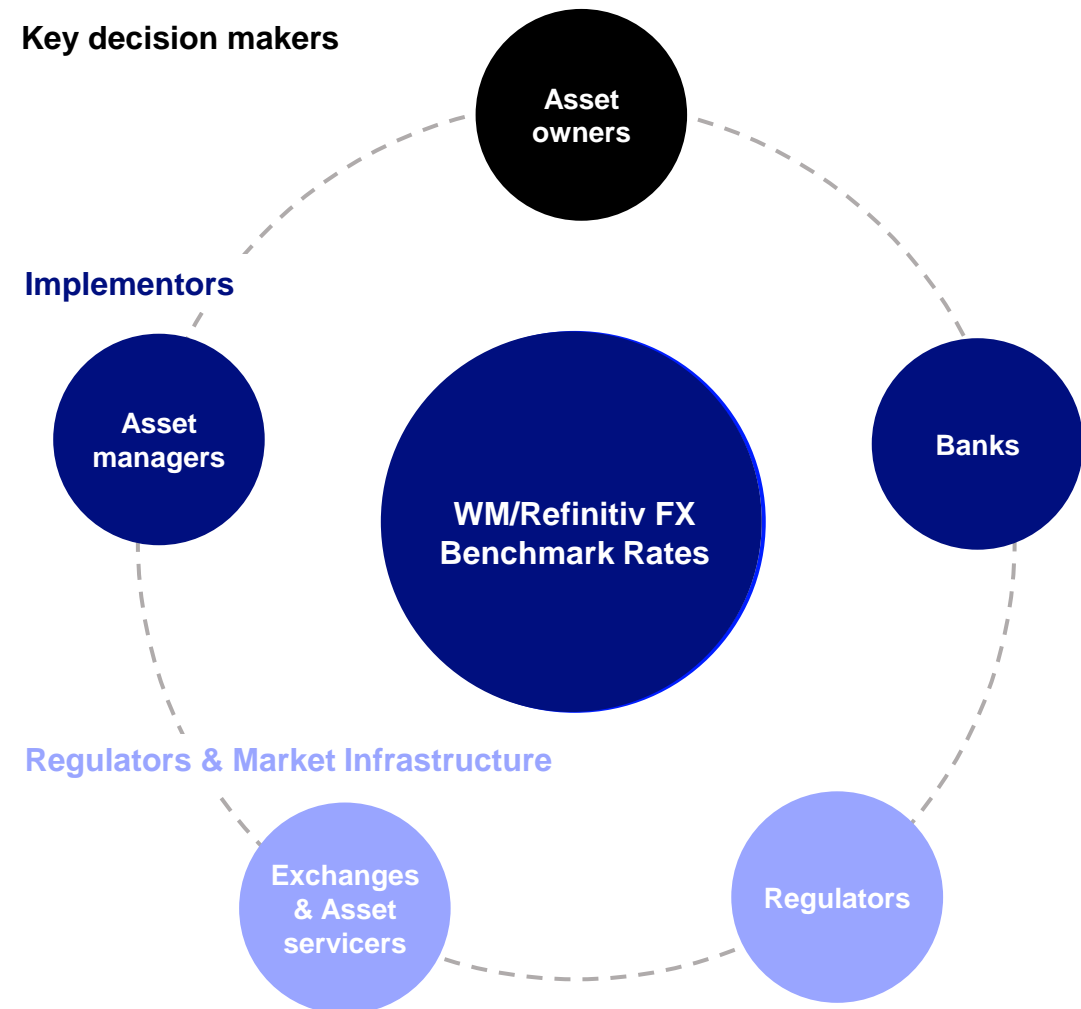 Key decision makers
Asset
owners
Implementors
Asset
managers
Banks
WM/Refinitiv FX
Benchmark Rates
Regulators & Market Infrastructure
Exchanges
& Asset
servicers
Regulators